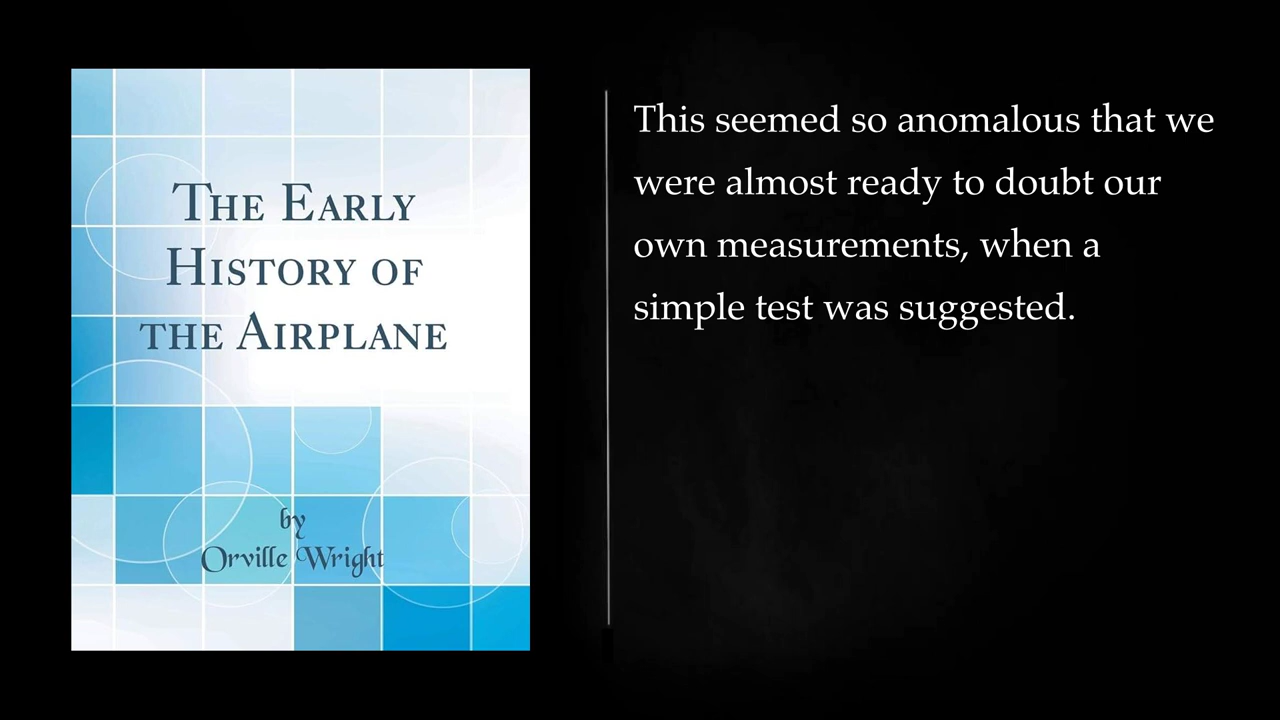 The Early
History of
the Airplane
by
Orville Wright
This seemed so anomalous that we
were almost ready to doubt our
own measurements, when a
simple test was suggested.